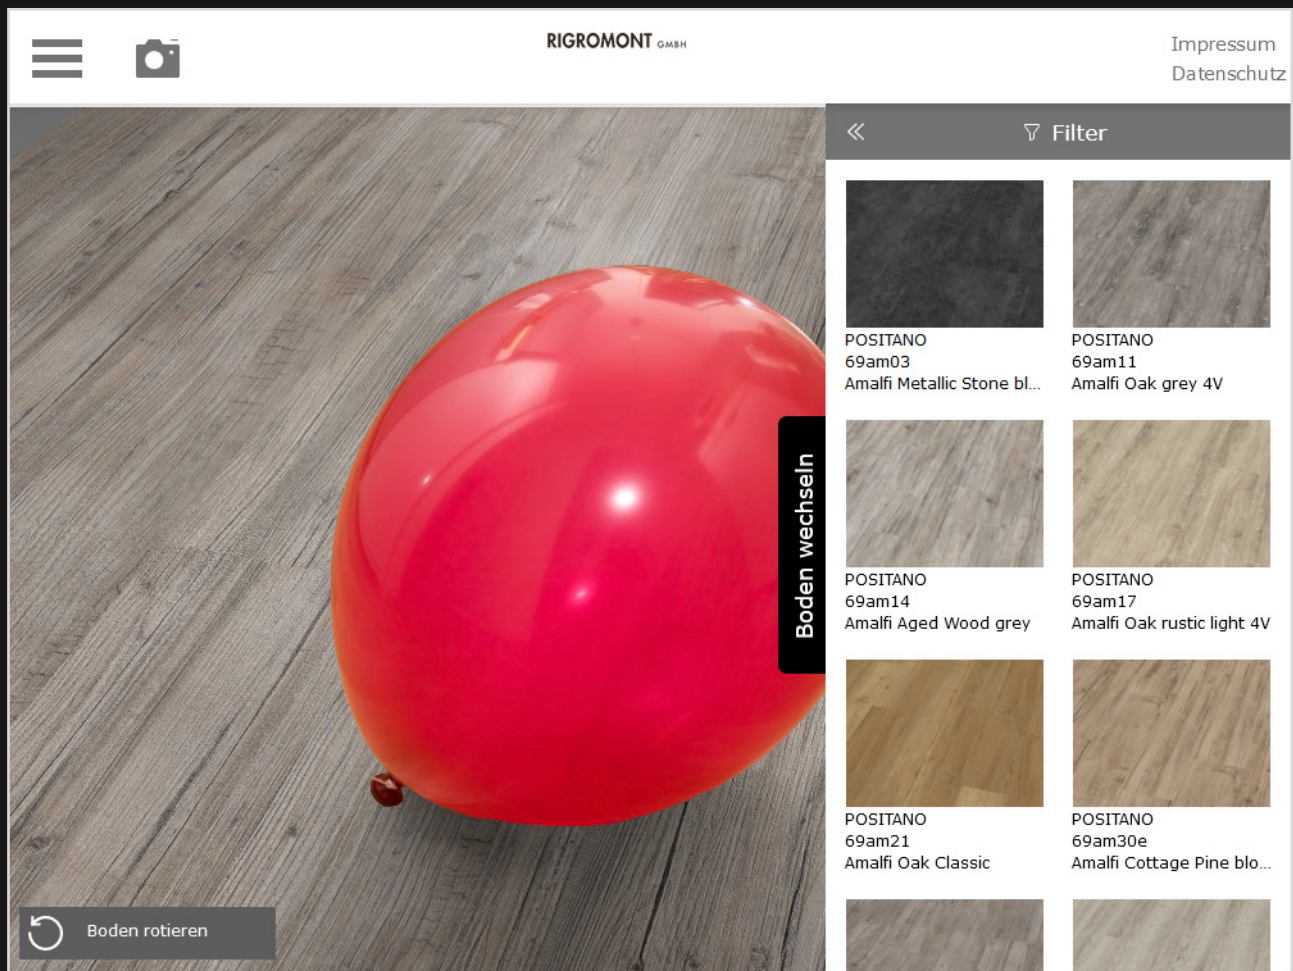 RIGROMONT GMBH
Impressum
Datenschutz
Filter
POSITANO
69am03
Amalfi Metallic Stone bl...
POSITANO
69am11
Amalfi Oak grey 4V
Boden wechseln
POSITANO
69am14
Amalfi Aged Wood grey
POSITANO
69am17
Amalfi Oak rustic light 4V
POSITANO
69am21
Amalfi Oak Classic
POSITANO
69am30e
Amalfi Cottage Pine blo...
Boden rotieren